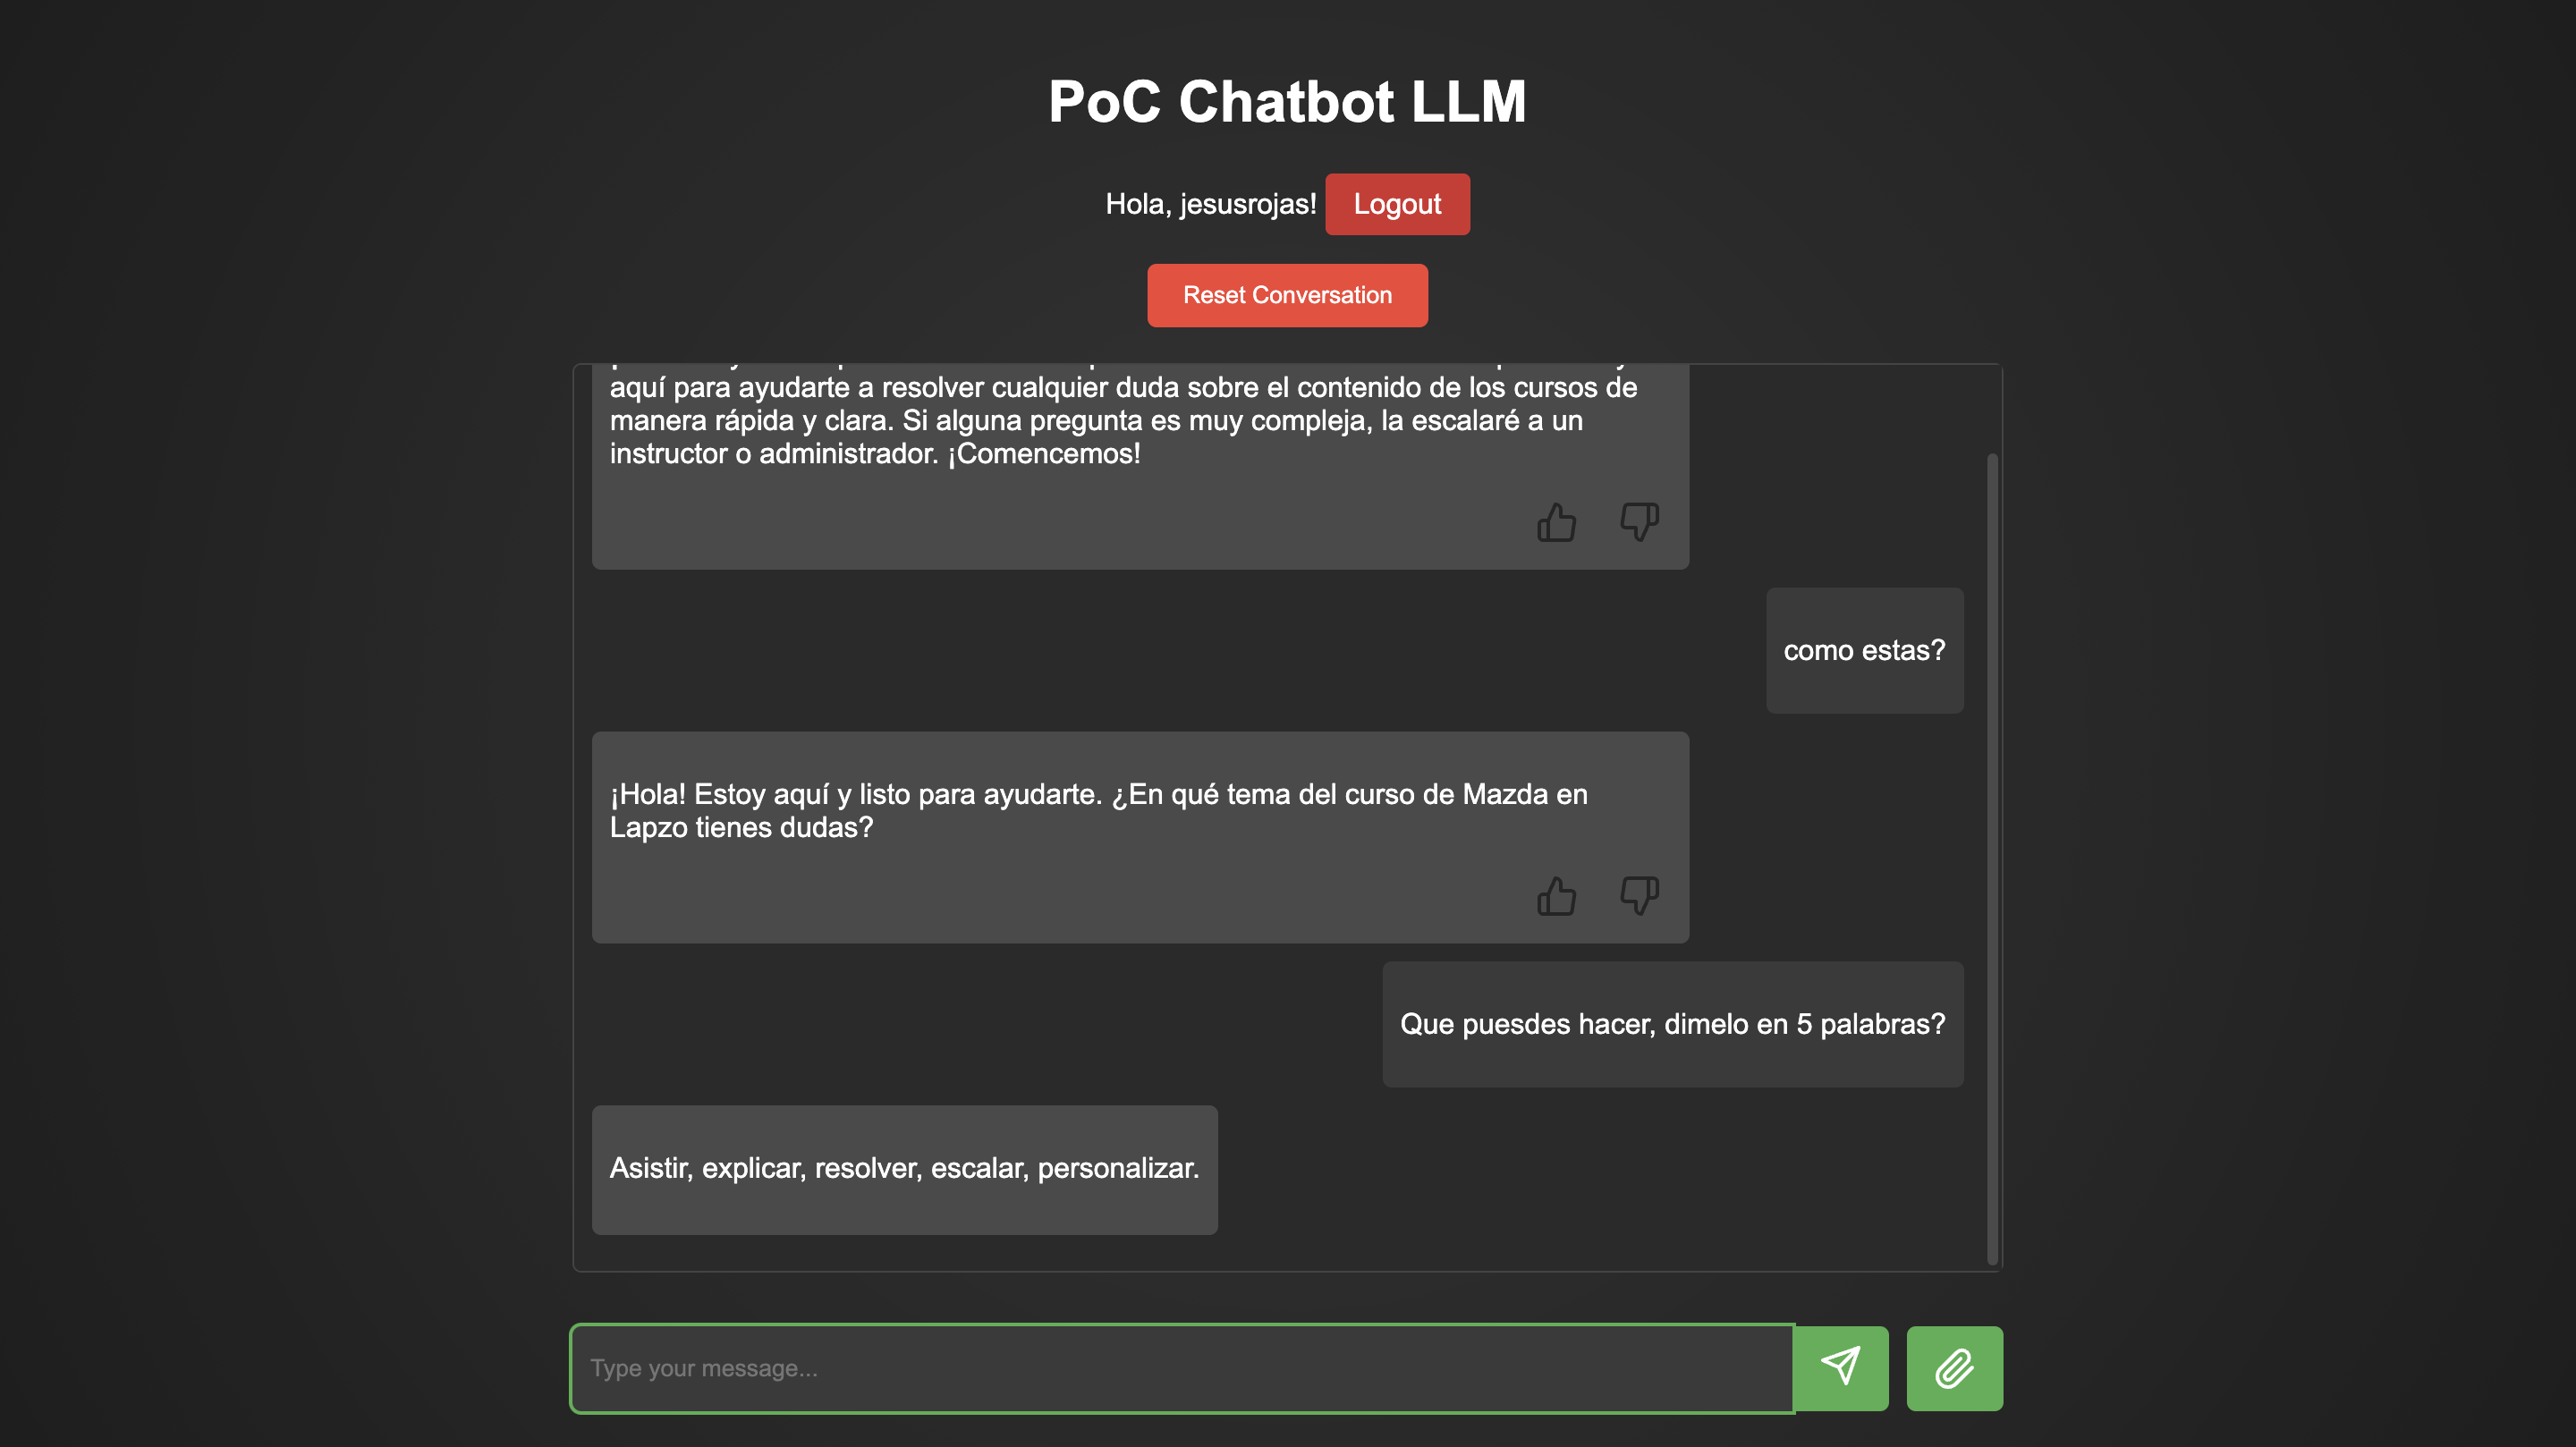 PoC Chatbot LLM
Hola, jesusrojas!
Logout
Reset Conversation
aquí para ayudarte a resolver cualquier duda sobre el contenido de los cursos de
manera rápida y clara. Si alguna pregunta es muy compleja, la escalaré a un
instructor o administrador. ¡Comencemos!
como estas?
¡Hola! Estoy aquí y listo para ayudarte. ¿En qué tema del curso de Mazda en
Lapzo tienes dudas?
Que puesdes hacer, dimelo en 5 palabras?
Asistir, explicar, resolver, escalar, personalizar.
Type your message...